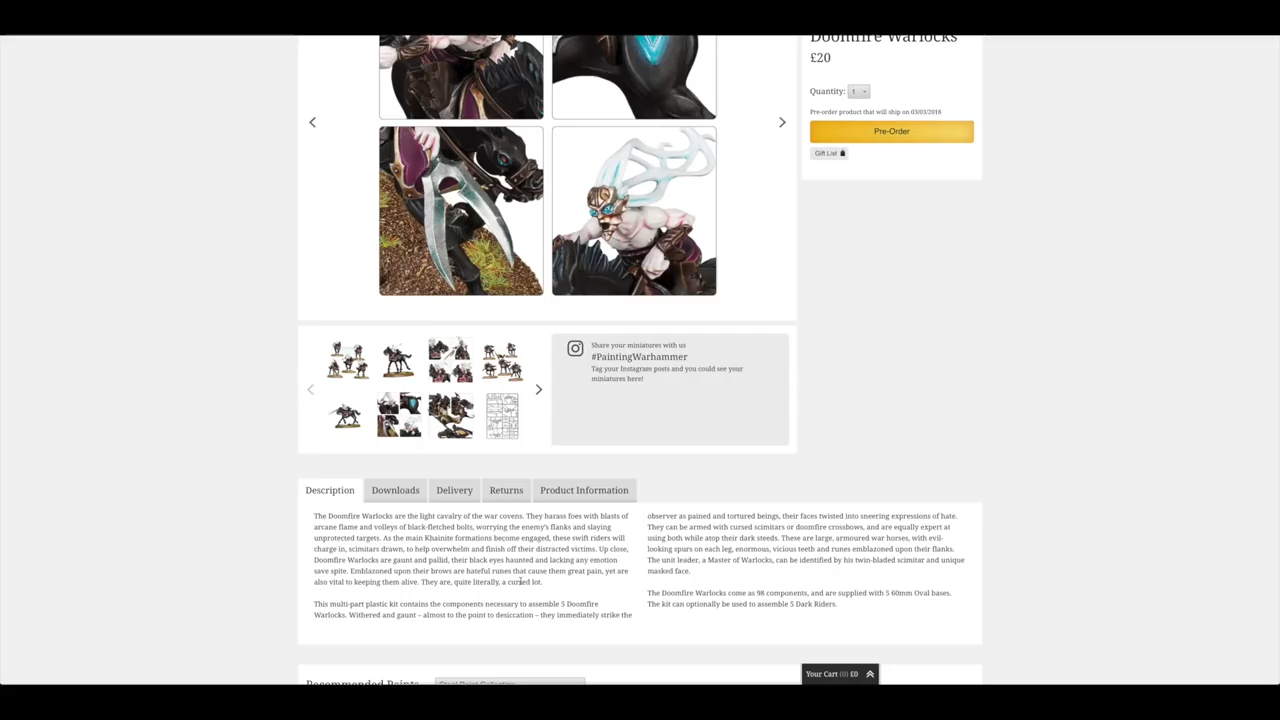 Doomfire Warlocks
£20
Quantity: 1
Pre-order product that will ship on 03/03/2018
Pre-Order
Gift List
Share your miniatures with us
#PaintingWarhammer
Tag your Instagram posts and you could see your
miniatures here!
Description Downloads Delivery Returns Product Information
The Doomfire Warlocks are the light cavalry of the war covens. They harass foes with blasts of
arcane flame and volleys of black-fletched bolts, worrying the enemy's flanks and slaying
unprotected targets. As the main Khainite formations become engaged, these swift riders will
charge in, scimitars drawn, to help overwhelm and finish off their distracted victims. Up close,
Doomfire Warlocks are gaunt and pallid, their black eyes haunted and lacking any emotion
save spite. Emblazoned upon their brows are hateful runes that cause them great pain, yet are
also vital to keeping them alive. They are, quite literally, a cursed lot.
This multi-part plastic kit contains the components necessary to assemble 5 Doomfire
Warlocks. Withered and gaunt – almost to the point to desiccation – they immediately strike the
observer as pained and tortured beings, their faces twisted into sneering expressions of hate.
They can be armed with cursed scimitars or doomfire crossbows, and are equally expert at
using both while atop their dark steeds. These are large, armoured war horses, with evil-
looking spurs on each leg, enormous, vicious teeth and runes emblazoned upon their flanks.
The unit leader, a Master of Warlocks, can be identified by his twin-bladed scimitar and unique
masked face.
The Doomfire Warlocks come as 98 components, and are supplied with 5 60mm Oval bases.
The kit can optionally be used to assemble 5 Dark Riders.
Your Cart (0) £0
Recommended Paints
Steel Paint Collection